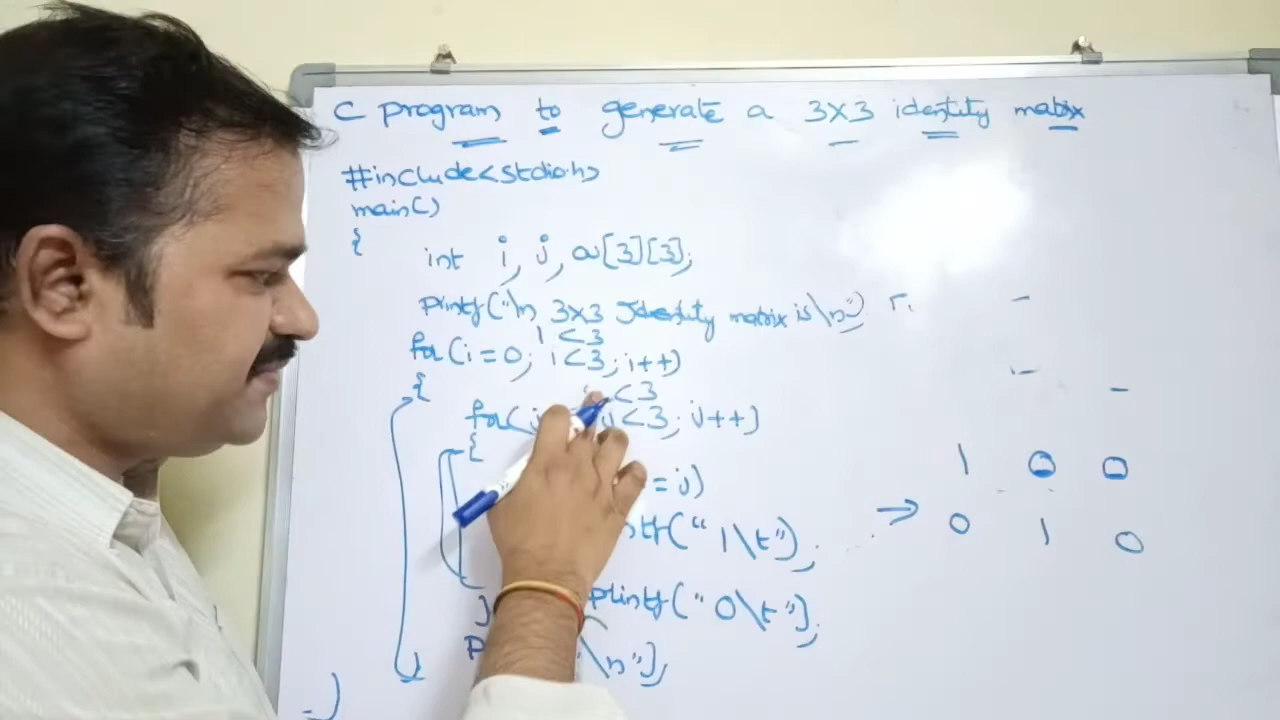 C program to generate a 3x3 identity matrix
#include<stdio.h>
main()
{
int i, j, a[3][3];
printf("\n 3x3 Identity matrix is \n");
1 <3
for(i=0; i<3; i++)
{
<3
for(j j<3; j++)
{
=j)
ntf("1\t");
1 0 0
0 1 0
printf("0\t");
}
P "\n");
}
}